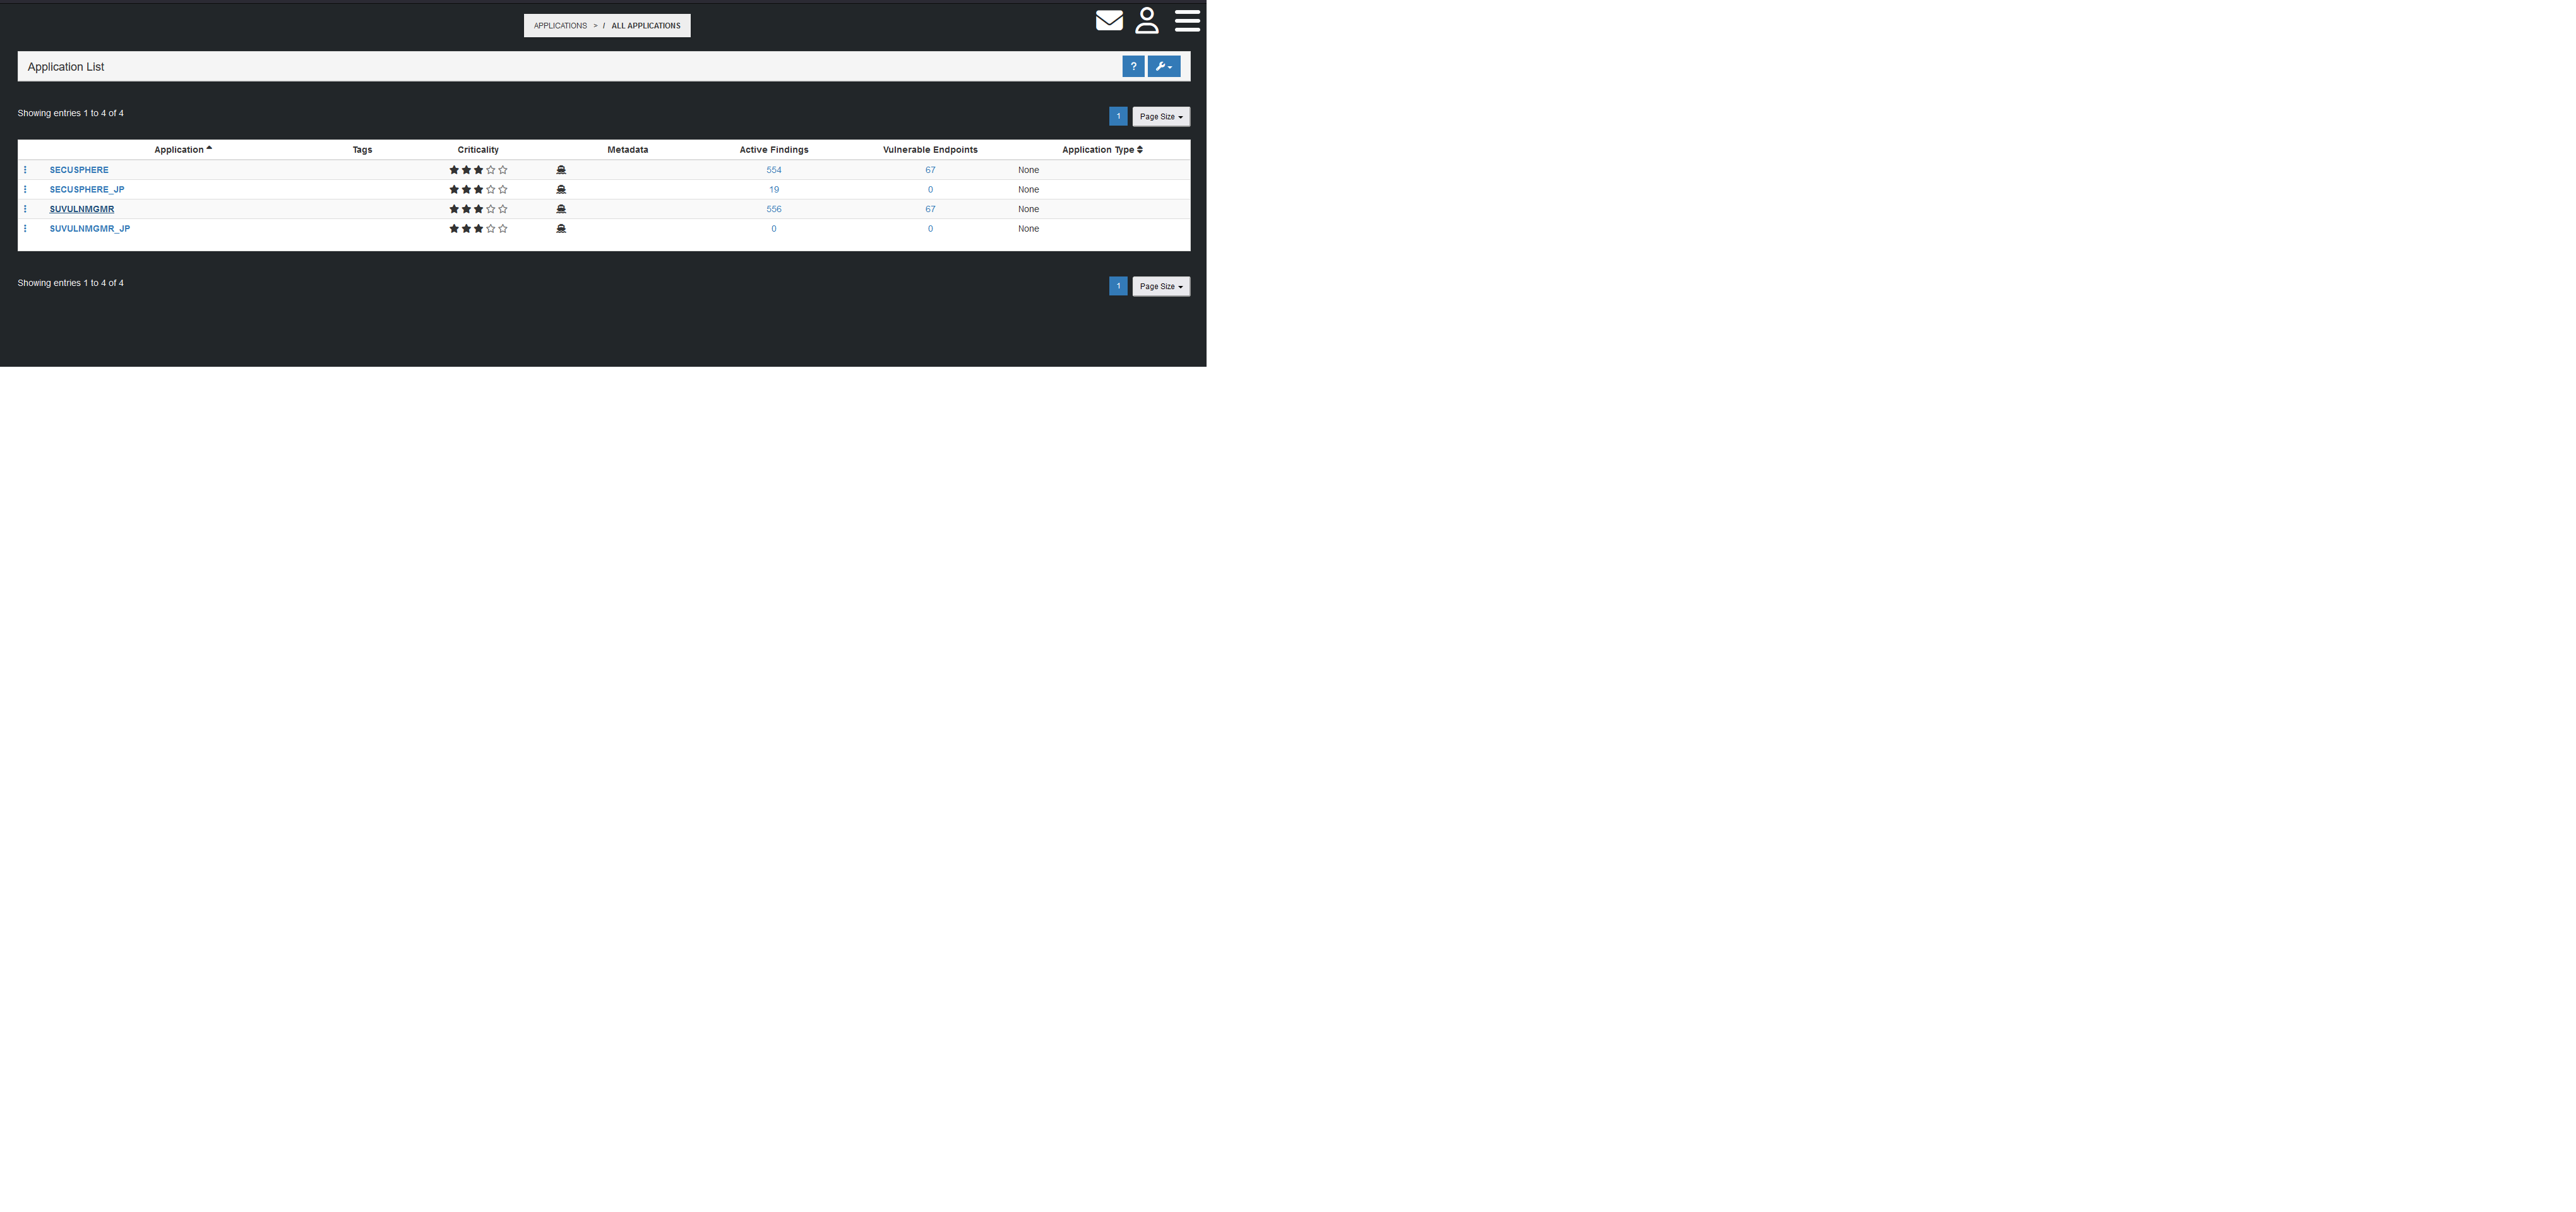 APPLICATIONS > / ALL APPLICATIONS
Application List
?
Showing entries 1 to 4 of 4
1 Page Size
Application Tags Criticality Metadata Active Findings Vulnerable Endpoints Application Type
SECUSPHERE 554 67 None
SECUSPHERE_JP 19 0 None
SUVULNMGMR 556 67 None
SUVULNMGMR_JP 0 0 None
Showing entries 1 to 4 of 4
1 Page Size